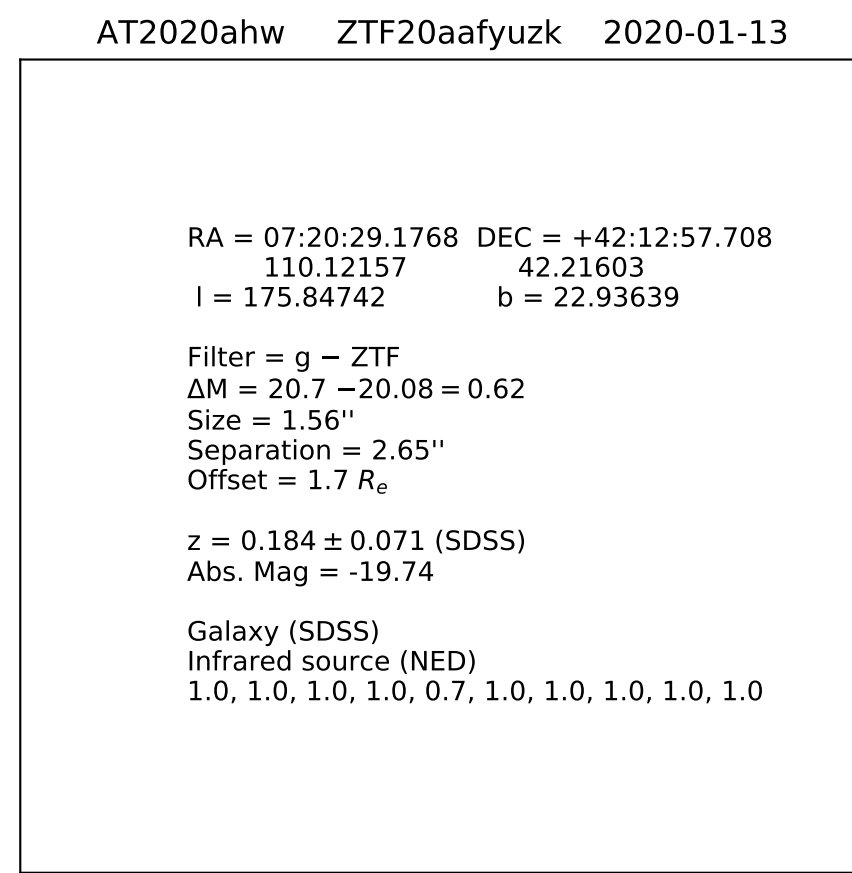 AT2020ahw ZTF20aafyuzk 2020-01-13
RA = 07:20:29.1768 DEC = +42:12:57.708
110.12157 42.21603
l = 175.84742 b = 22.93639
Filter = g − ZTF
ΔM = 20.7 −20.08 = 0.62
Size = 1.56''
Separation = 2.65''
Offset = 1.7 Rₑ
z = 0.184 ± 0.071 (SDSS)
Abs. Mag = -19.74
Galaxy (SDSS)
Infrared source (NED)
1.0, 1.0, 1.0, 1.0, 0.7, 1.0, 1.0, 1.0, 1.0, 1.0